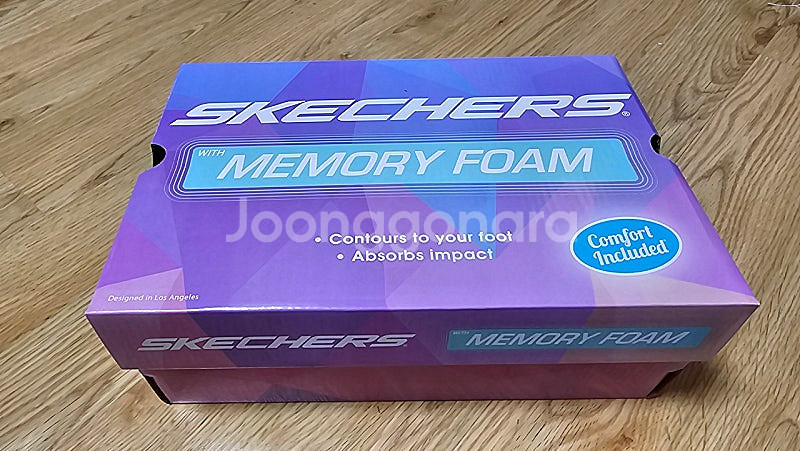 SKECHERS®
WITH MEMORY FOAM
Joonggonara
• Contours to your foot
• Absorbs impact
Comfort
Included
Designed in Los Angeles
SKECHERS
WITH MEMORY FOAM